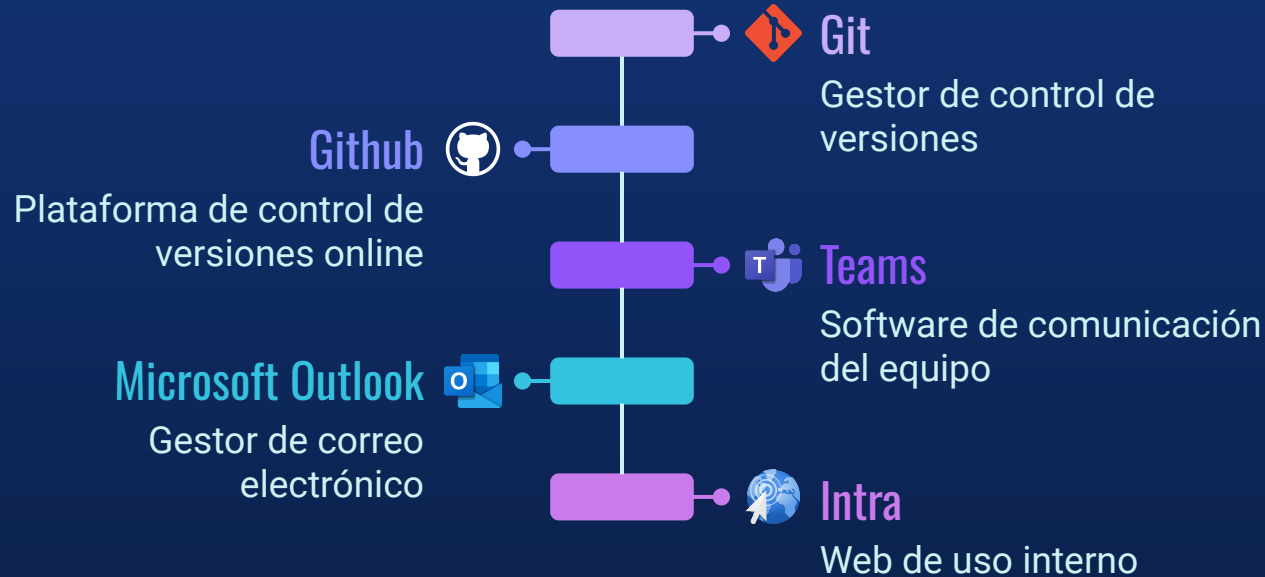 Git
Gestor de control de
versiones
Github
Plataforma de control de
versiones online
T
Teams
Software de comunicación
del equipo
Microsoft Outlook
O
Gestor de correo
electrónico
Intra
Web de uso interno